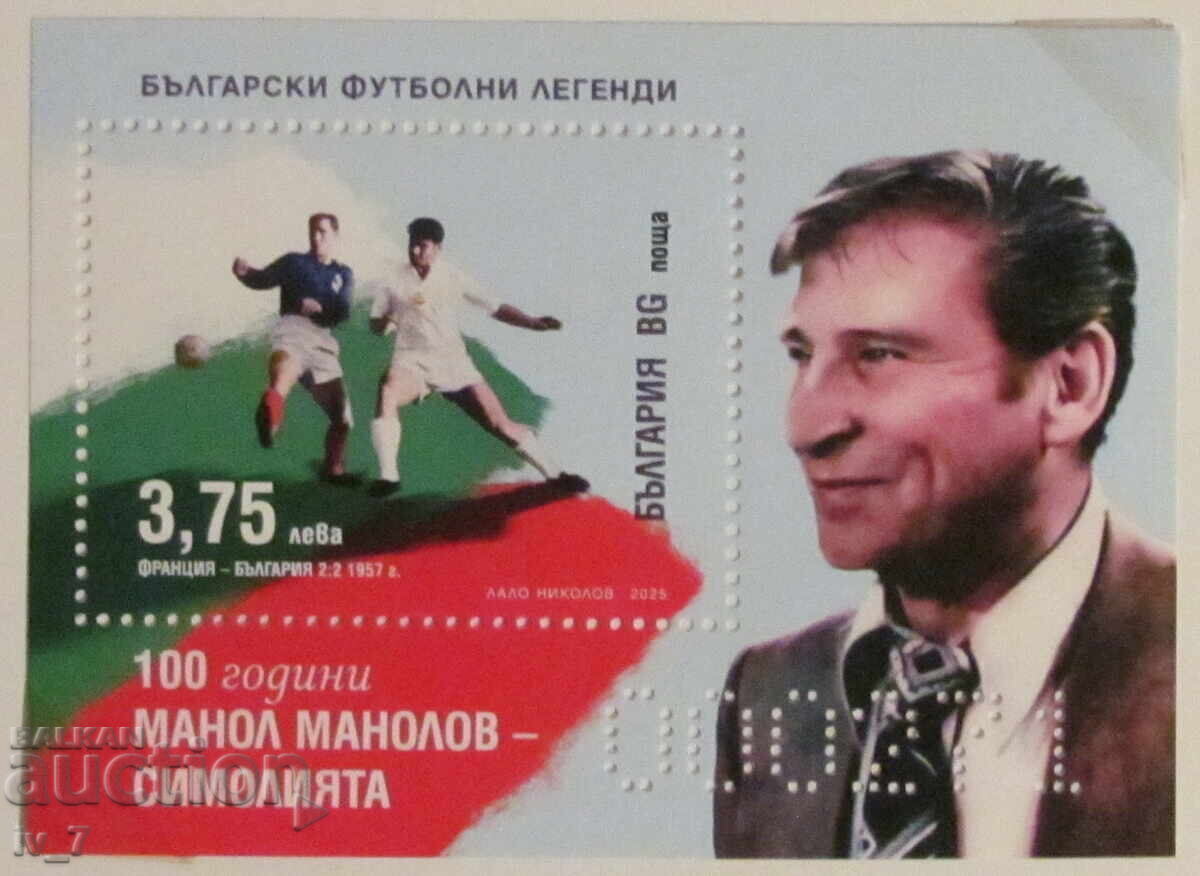 БЪЛГАРСКИ ФУТБОЛНИ ЛЕГЕНДИ
БЪЛГАРИЯ BG поща
3,75 лева
ФРАНЦИЯ – БЪЛГАРИЯ 2:2 1957 г.
ЛАЛО НИКОЛОВ 2025
100 години
МАНОЛ МАНОЛОВ –
СИМОЛИЯТА
BALKAN
auction
iv_7